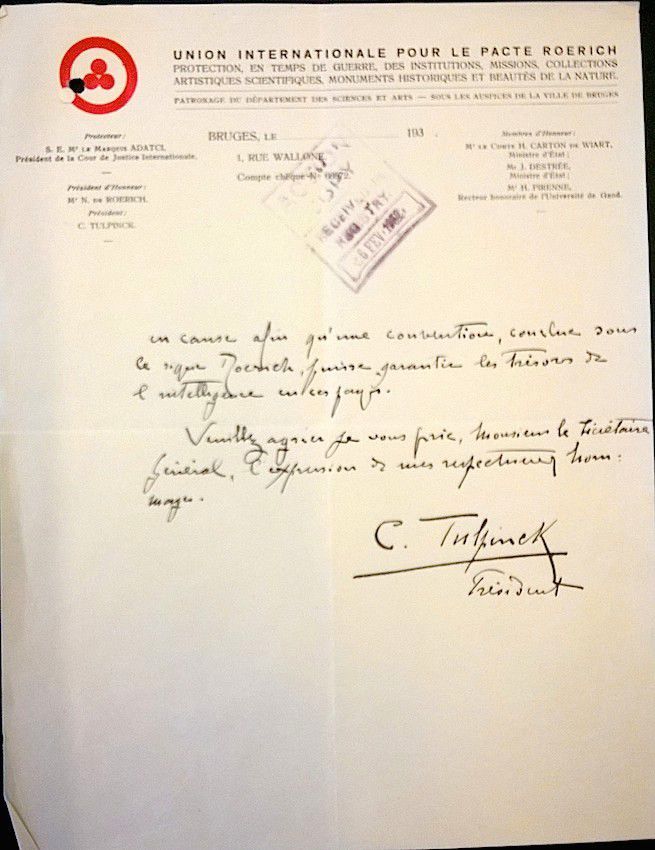 UNION INTERNATIONALE POUR LE PACTE ROERICH
PROTECTION, EN TEMPS DE GUERRE, DES INSTITUTIONS, MISSIONS, COLLECTIONS
ARTISTIQUES SCIENTIFIQUES, MONUMENTS HISTORIQUES ET BEAUTÉS DE LA NATURE.
PATRONAGE DU DÉPARTEMENT DES SCIENCES ET ARTS — SOUS LES AUSPICES DE LA VILLE DE BRUGES
Protecteur :
S. E. Mr LE MARQUIS ADATCI,
Président de la Cour de Justice Internationale.
—
Président d'Honneur :
Mr N. DE ROERICH.
Président :
C. TULPINCK.
—
BRUGES, LE 193
1, RUE WALLONE
Compte chèque No
Membres d'Honneur :
Mr LE COMTE H. CARTON DE WIART,
Ministre d'État ;
Mr J. DESTRÉE,
Ministre d'État ;
Mr H. PIRENNE,
Recteur honoraire de l'Université de Gand.
—
RECEIVED
REGISTRY
6 FEV
en cause afin qu'une convention, conclue sous
le signe Roerich, puisse garantir les trésors de
l'intelligence en ces pays.
Veuillez agréer je vous prie, Monsieur le Secrétaire
Général, l'expression de mes respectueux hom:
mages.
C. Tulpinck
Président